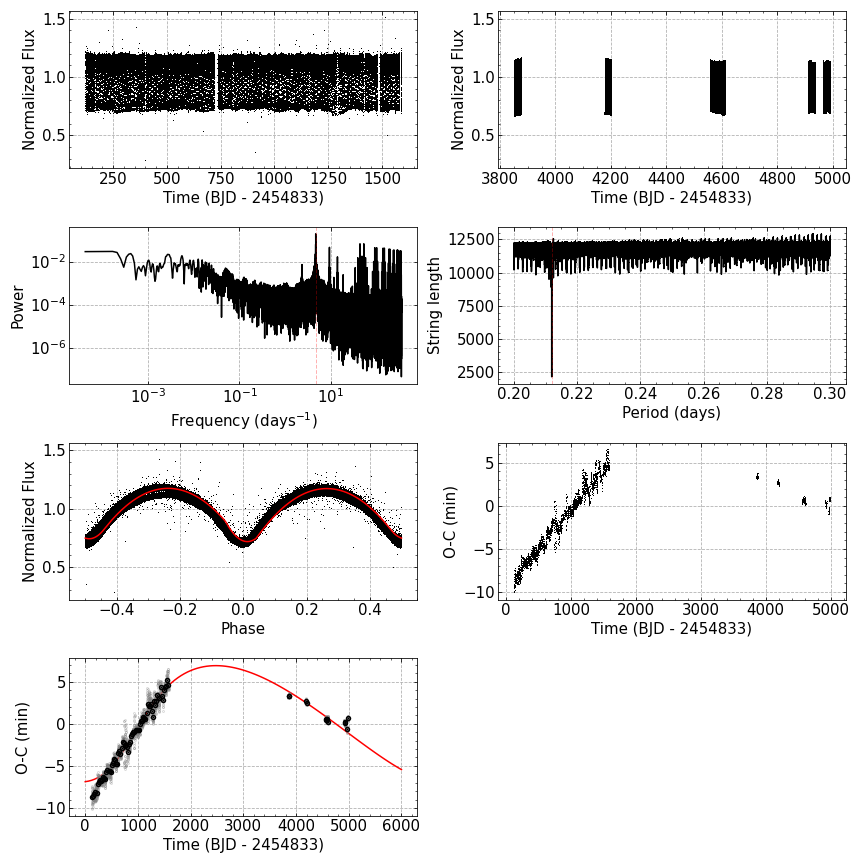 1.5
1.0
0.5
Normalized Flux
250 500 750 1000 1250 1500
Time (BJD - 2454833)
1.5
1.0
0.5
Normalized Flux
3800 4000 4200 4400 4600 4800 5000
Time (BJD - 2454833)
10⁻²
10⁻⁴
10⁻⁶
Power
10⁻³ 10⁻¹ 10¹
Frequency (days⁻¹)
12500
10000
7500
5000
2500
String length
0.20 0.22 0.24 0.26 0.28 0.30
Period (days)
1.5
1.0
0.5
Normalized Flux
−0.4 −0.2 0.0 0.2 0.4
Phase
5
0
−5
−10
O-C (min)
0 1000 2000 3000 4000 5000
Time (BJD - 2454833)
5
0
−5
−10
O-C (min)
0 1000 2000 3000 4000 5000 6000
Time (BJD - 2454833)